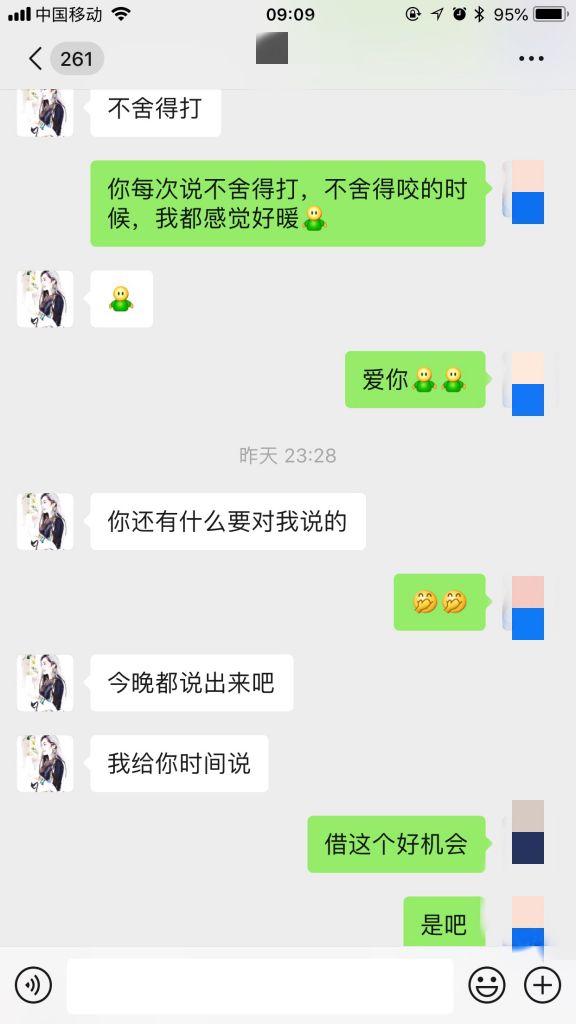 中国移动 09:09 95%
261
不舍得打
你每次说不舍得打，不舍得咬的时
候，我都感觉好暖
爱你
昨天 23:28
你还有什么要对我说的
今晚都说出来吧
我给你时间说
借这个好机会
是吧